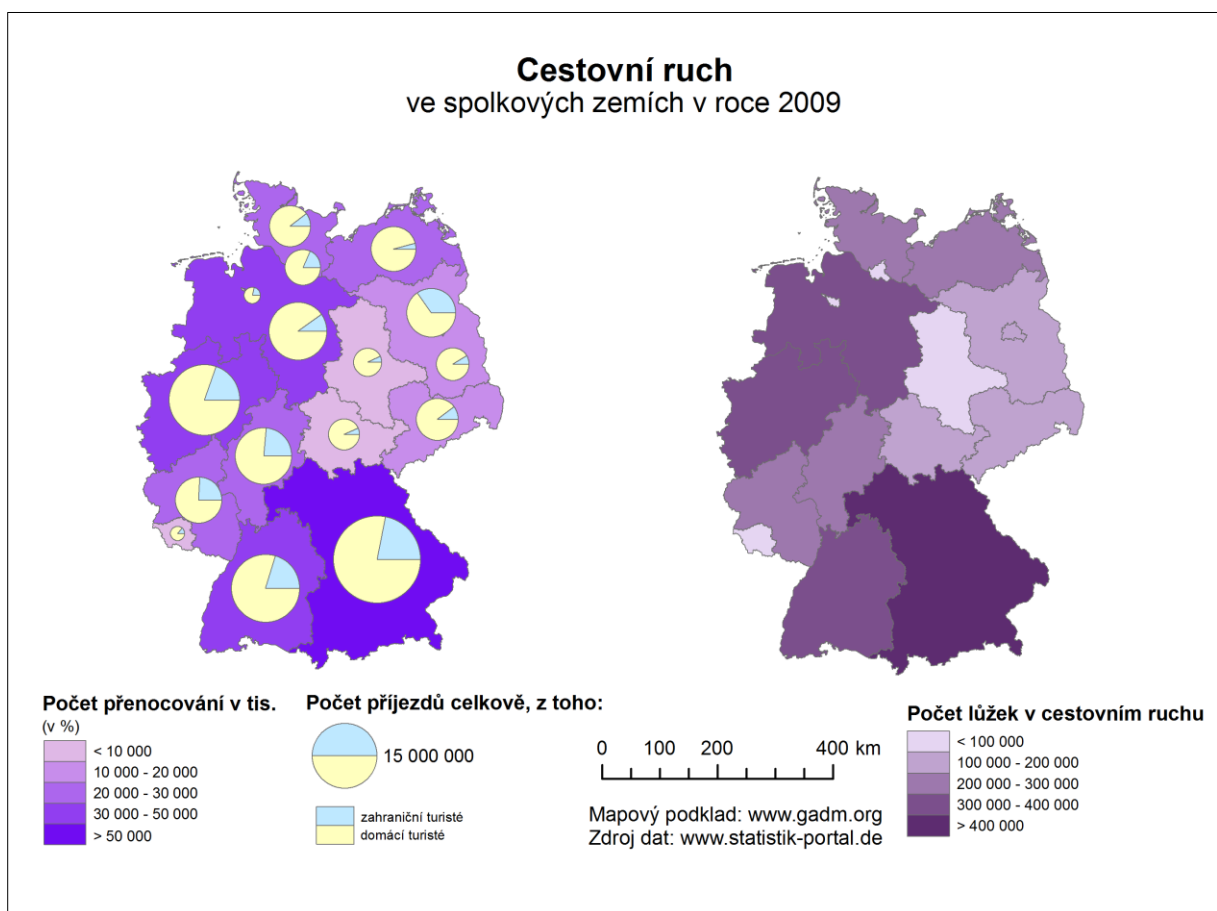 Cestovní ruch
ve spolkových zemích v roce 2009
Počet přenocování v tis.
(v %)
< 10 000
10 000 - 20 000
20 000 - 30 000
30 000 - 50 000
> 50 000
Počet příjezdů celkově, z toho:
15 000 000
zahraniční turisté
domácí turisté
0 100 200 400 km
Mapový podklad: www.gadm.org
Zdroj dat: www.statistik-portal.de
Počet lůžek v cestovním ruchu
< 100 000
100 000 - 200 000
200 000 - 300 000
300 000 - 400 000
> 400 000